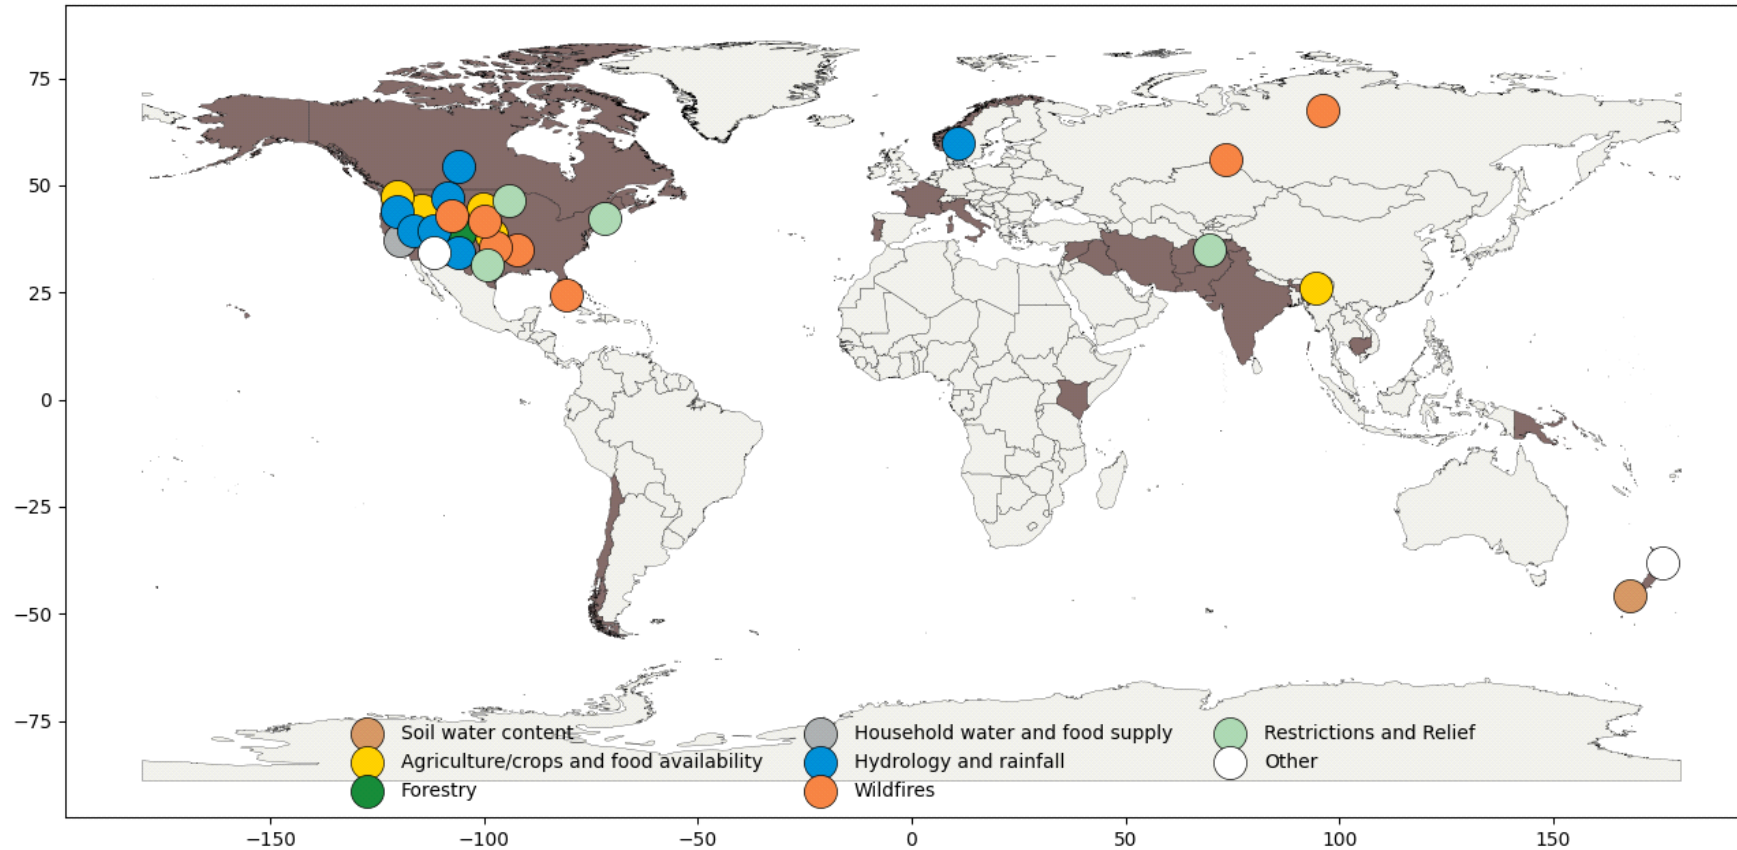 75
50
25
0
−25
−50
−75
Soil water content
Household water and food supply
Restrictions and Relief
Agriculture/crops and food availability
Hydrology and rainfall
Other
Forestry
Wildfires
−150
−100
−50
0
50
100
150